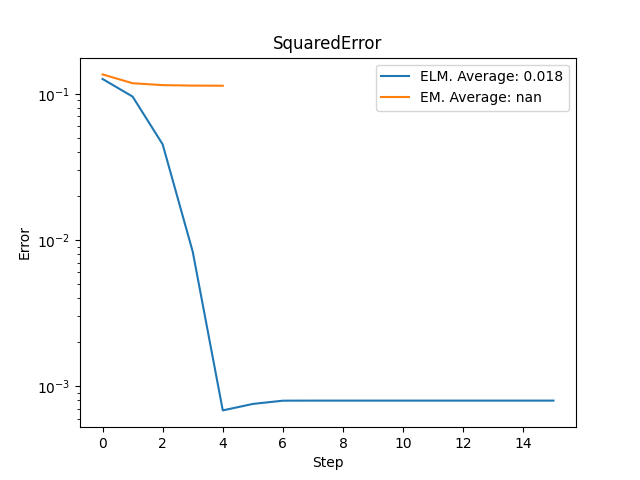 SquaredError
ELM. Average: 0.018
EM. Average: nan
10⁻¹
10⁻²
10⁻³
Error
0 2 4 6 8 10 12 14
Step